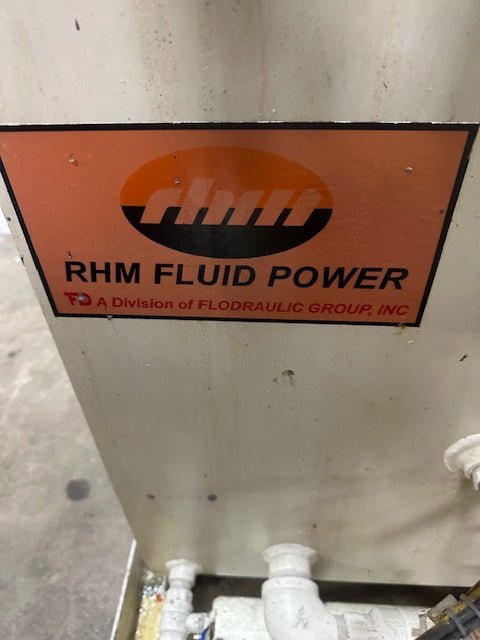 rhm
RHM FLUID POWER
FD A Division of FLODRAULIC GROUP, INC